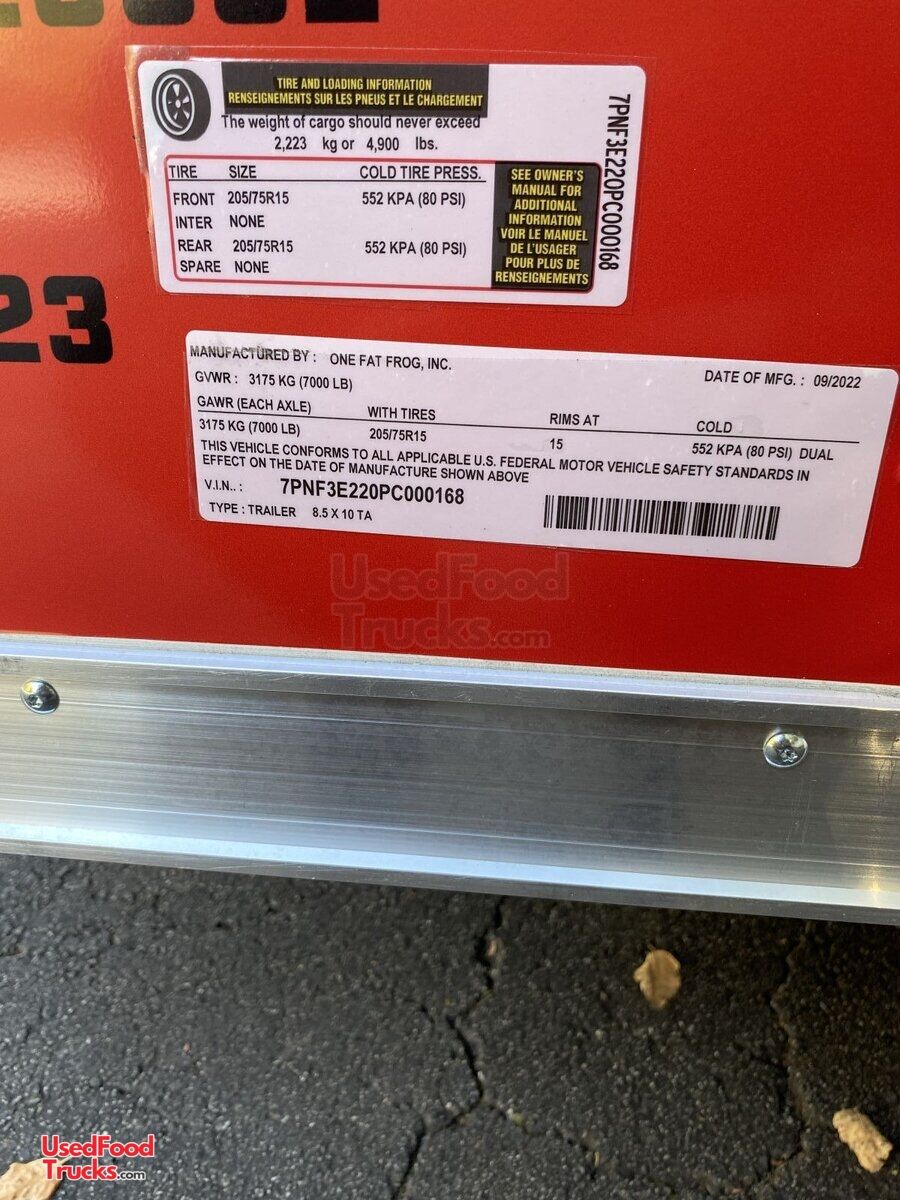 TIRE AND LOADING INFORMATION
RENSEIGNEMENTS SUR LES PNEUS ET LE CHARGEMENT
The weight of cargo should never exceed
2,223 kg or 4,900 lbs.
TIRE SIZE COLD TIRE PRESS.
FRONT 205/75R15 552 KPA (80 PSI)
INTER NONE
REAR 205/75R15 552 KPA (80 PSI)
SPARE NONE
SEE OWNER'S
MANUAL FOR
ADDITIONAL
INFORMATION
VOIR LE MANUEL
DE L'USAGER
POUR PLUS DE
RENSEIGNEMENTS
7PNF3E220PC000168
23
MANUFACTURED BY : ONE FAT FROG, INC.
DATE OF MFG. : 09/2022
GVWR : 3175 KG (7000 LB)
GAWR (EACH AXLE) WITH TIRES RIMS AT COLD
3175 KG (7000 LB) 205/75R15 15 552 KPA (80 PSI) DUAL
THIS VEHICLE CONFORMS TO ALL APPLICABLE U.S. FEDERAL MOTOR VEHICLE SAFETY STANDARDS IN
EFFECT ON THE DATE OF MANUFACTURE SHOWN ABOVE
V.I.N.. : 7PNF3E220PC000168
TYPE : TRAILER 8.5 X 10 TA
UsedFood
Trucks.com
UsedFood
Trucks.com